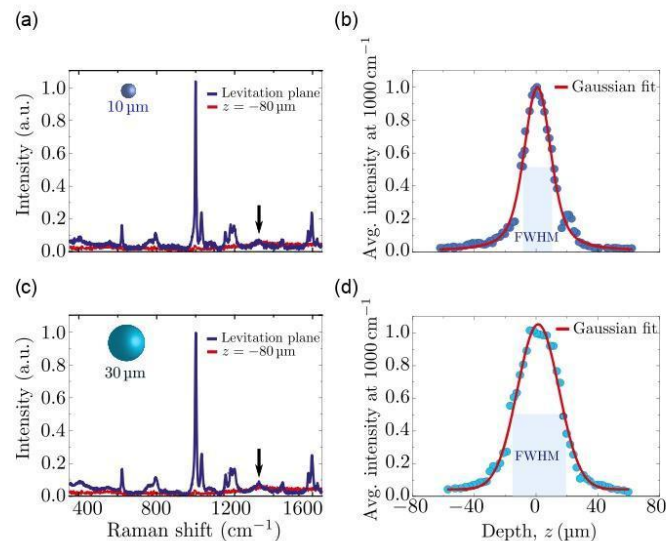 (a)
Intensity (a.u.)
1.0
0.8
0.6
0.4
0.2
0.0
10 µm
Levitation plane
z = −80 µm
400
800
1200
1600
(b)
Avg. intensity at 1000 cm⁻¹
1.0
0.8
0.6
0.4
0.2
0.0
Gaussian fit
FWHM
(c)
Intensity (a.u.)
1.0
0.8
0.6
0.4
0.2
0.0
30 µm
Levitation plane
z = −80 µm
400
800
1200
1600
Raman shift (cm⁻¹)
(d)
Avg. intensity at 1000 cm⁻¹
1.0
0.8
0.6
0.4
0.2
0.0
Gaussian fit
FWHM
−80
−40
0
40
80
Depth, z (µm)